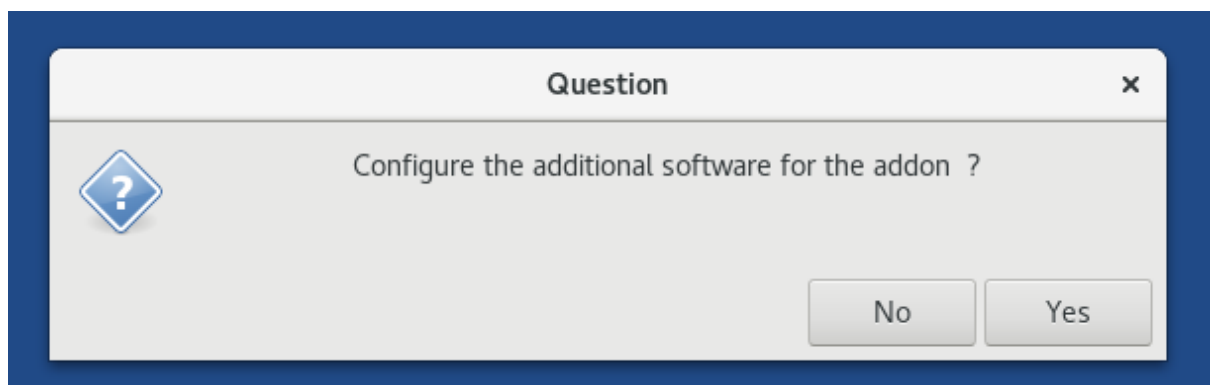 Question
Configure the additional software for the addon  ?
No
Yes